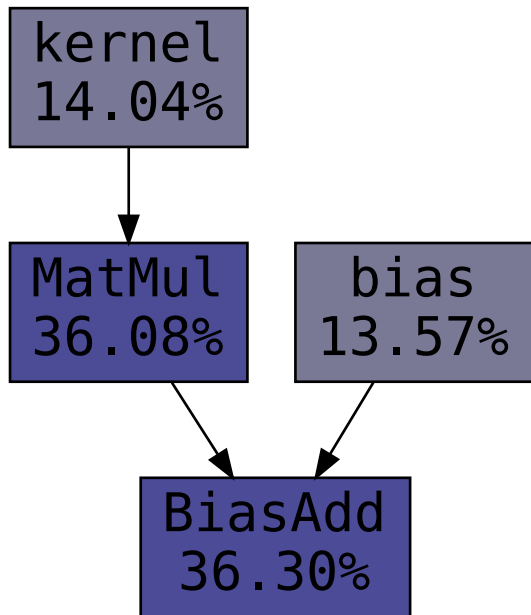 kernel
14.04%
MatMul
36.08%
bias
13.57%
BiasAdd
36.30%